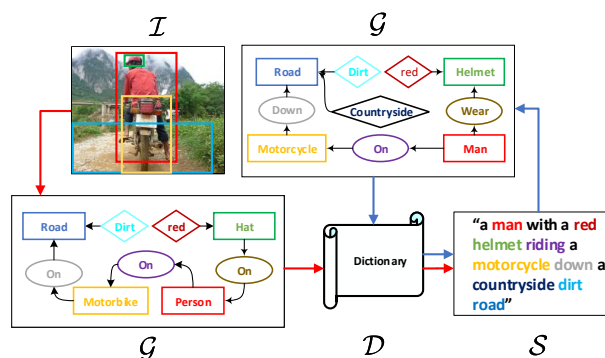 I
G
Road
Dirt
red
Helmet
Down
Countryside
Wear
Motorcycle
On
Man
Road
Dirt
red
Hat
On
On
On
Motorbike
Person
Dictionary
“a man with a red
helmet riding a
motorcycle down a
countryside dirt
road”
G
D
S